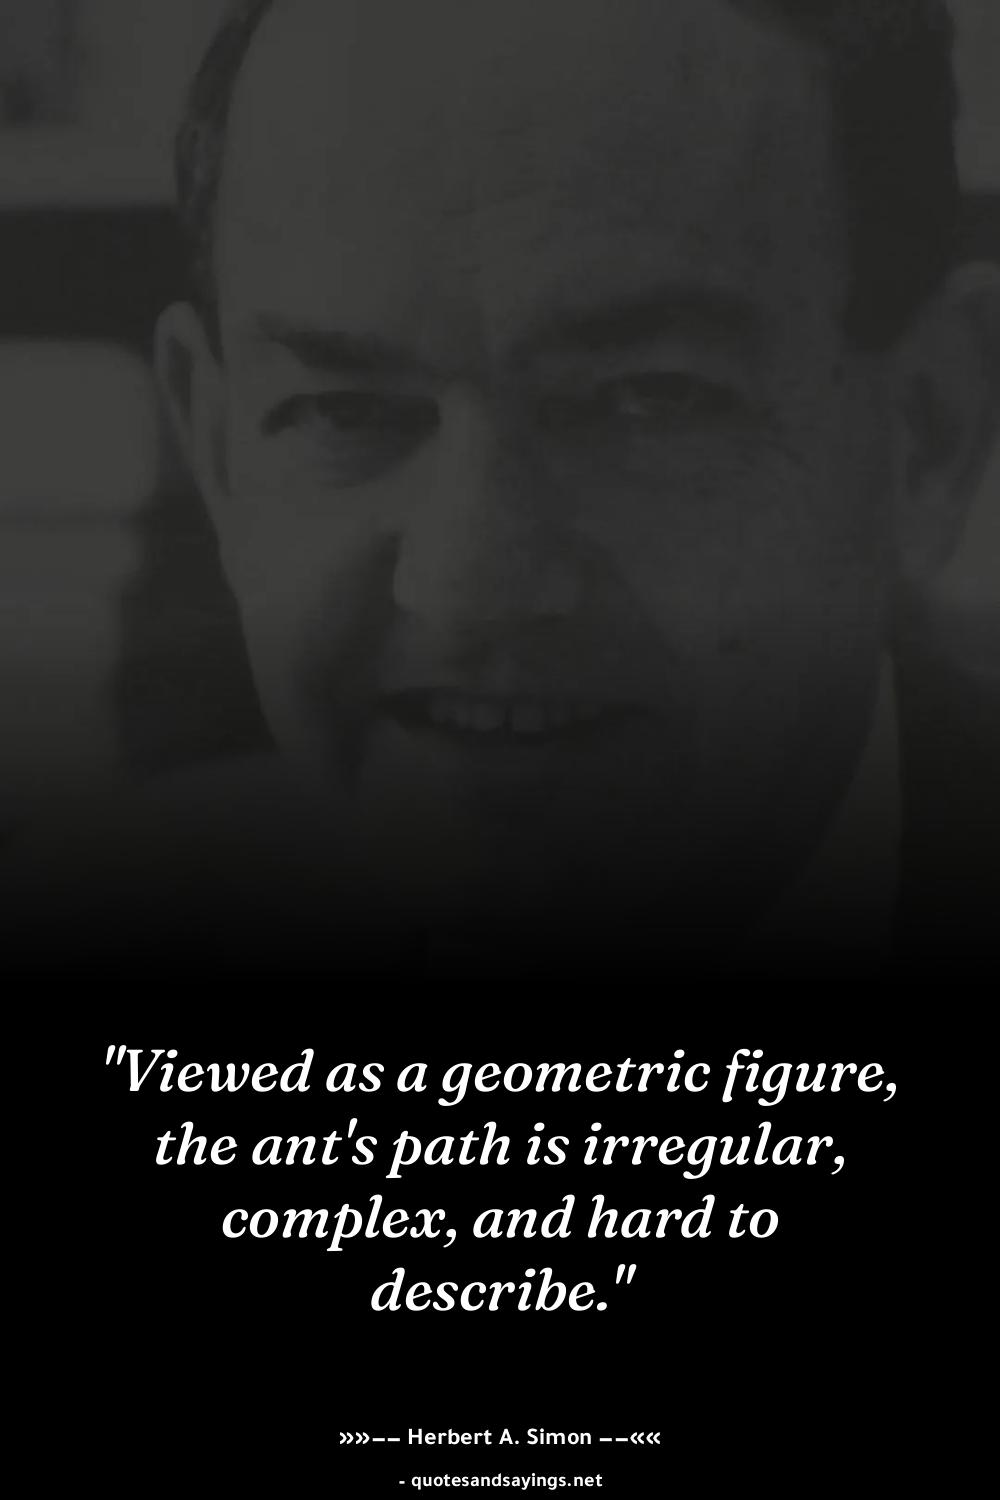 "Viewed as a geometric figure,
the ant's path is irregular,
complex, and hard to
describe."
»»−− Herbert A. Simon −−««
- quotesandsayings.net